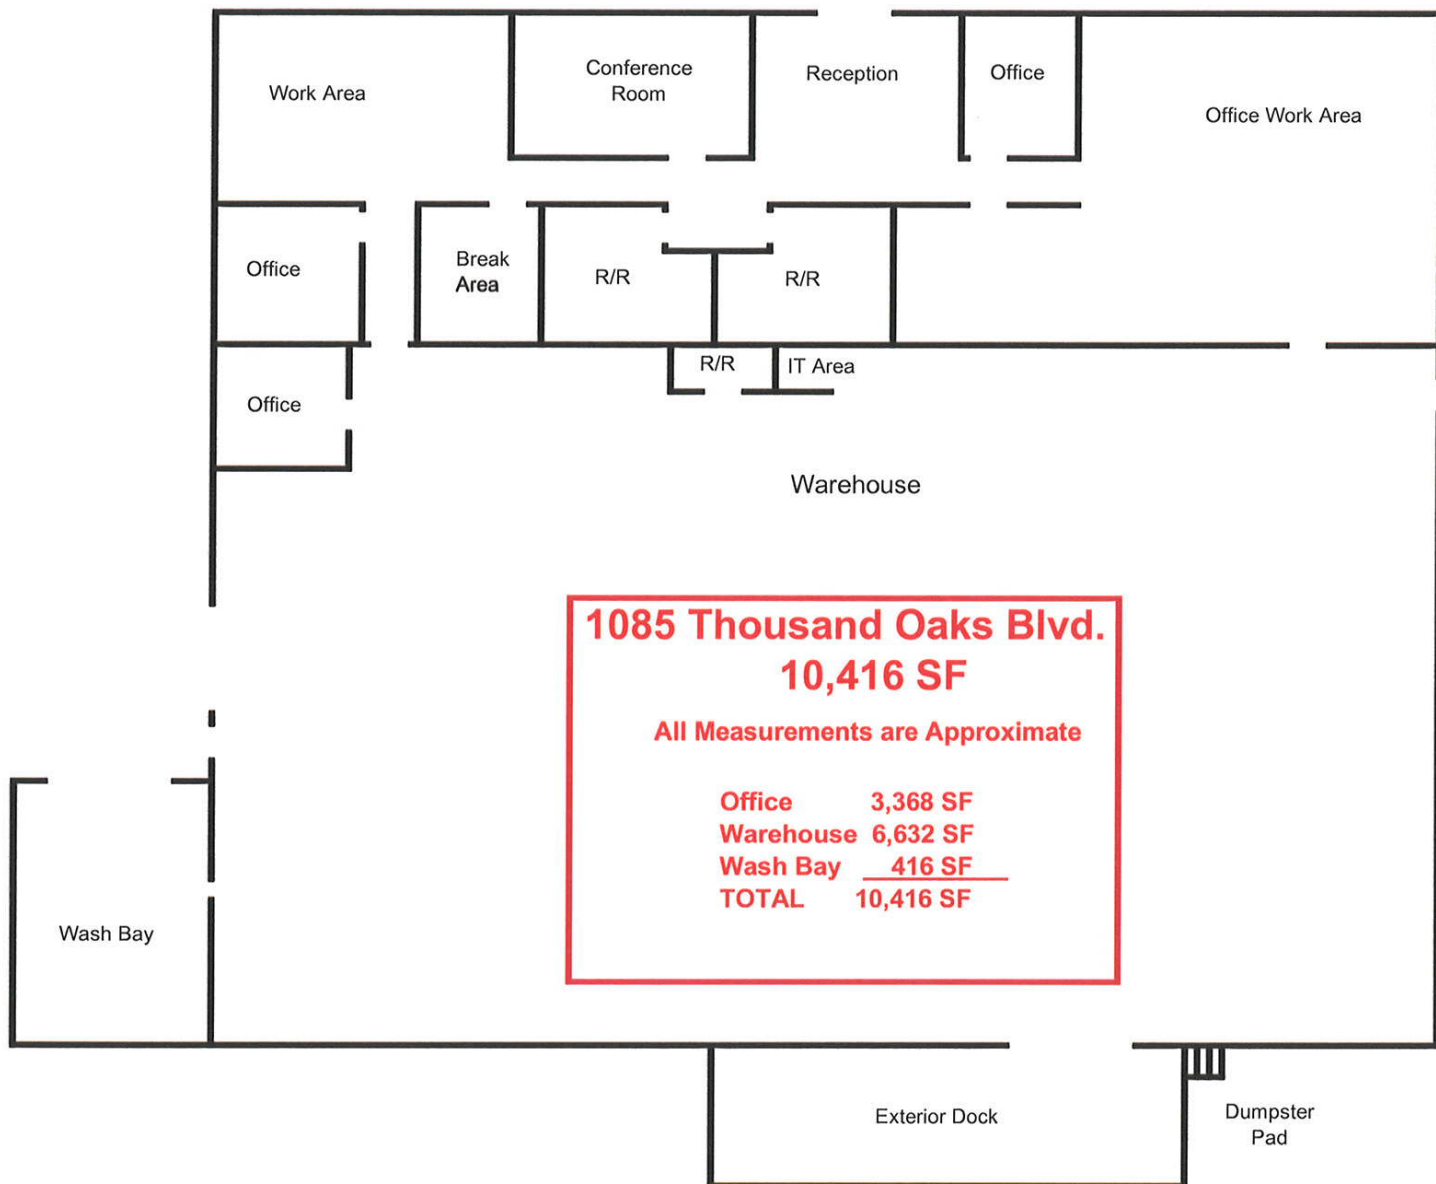 Work Area
Conference
Room
Reception
Office
Office Work Area
Office
Break
Area
R/R
R/R
Office
R/R
IT Area
Warehouse
1085 Thousand Oaks Blvd.
10,416 SF
All Measurements are Approximate
Office 3,368 SF
Warehouse 6,632 SF
Wash Bay 416 SF
TOTAL 10,416 SF
Wash Bay
Exterior Dock
Dumpster
Pad